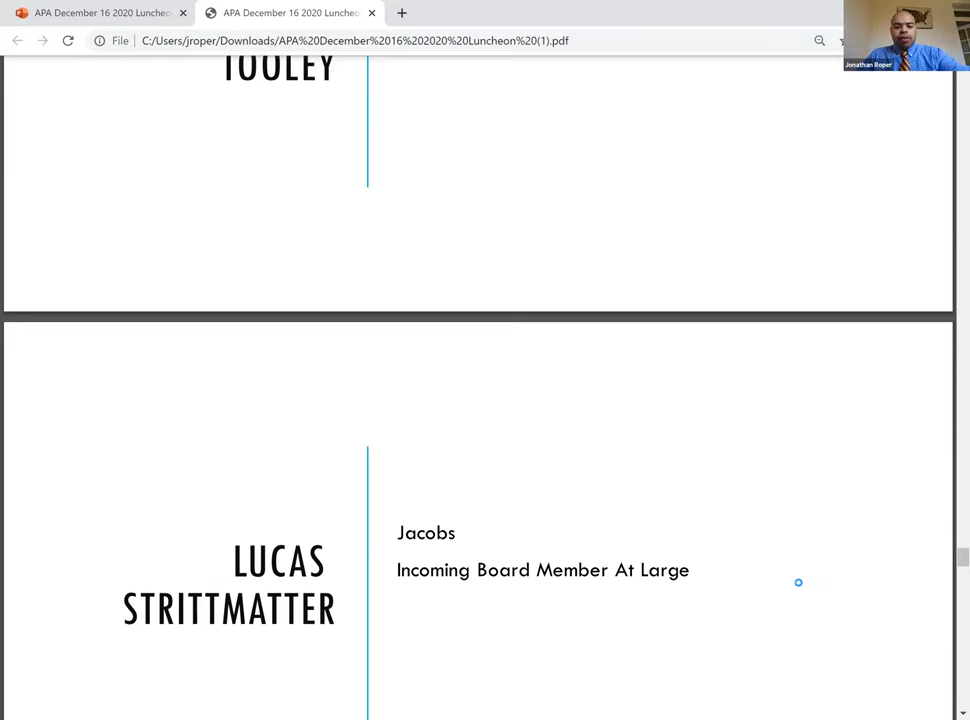 APA December 16 2020 Luncheo
APA December 16 2020 Luncheo
File
C:/Users/jroper/Downloads/APA%20December%2016%202020%20Luncheon%20(1).pdf
Jonathan Roper
TOOLEY
LUCAS
STRITTMATTER
Jacobs
Incoming Board Member At Large